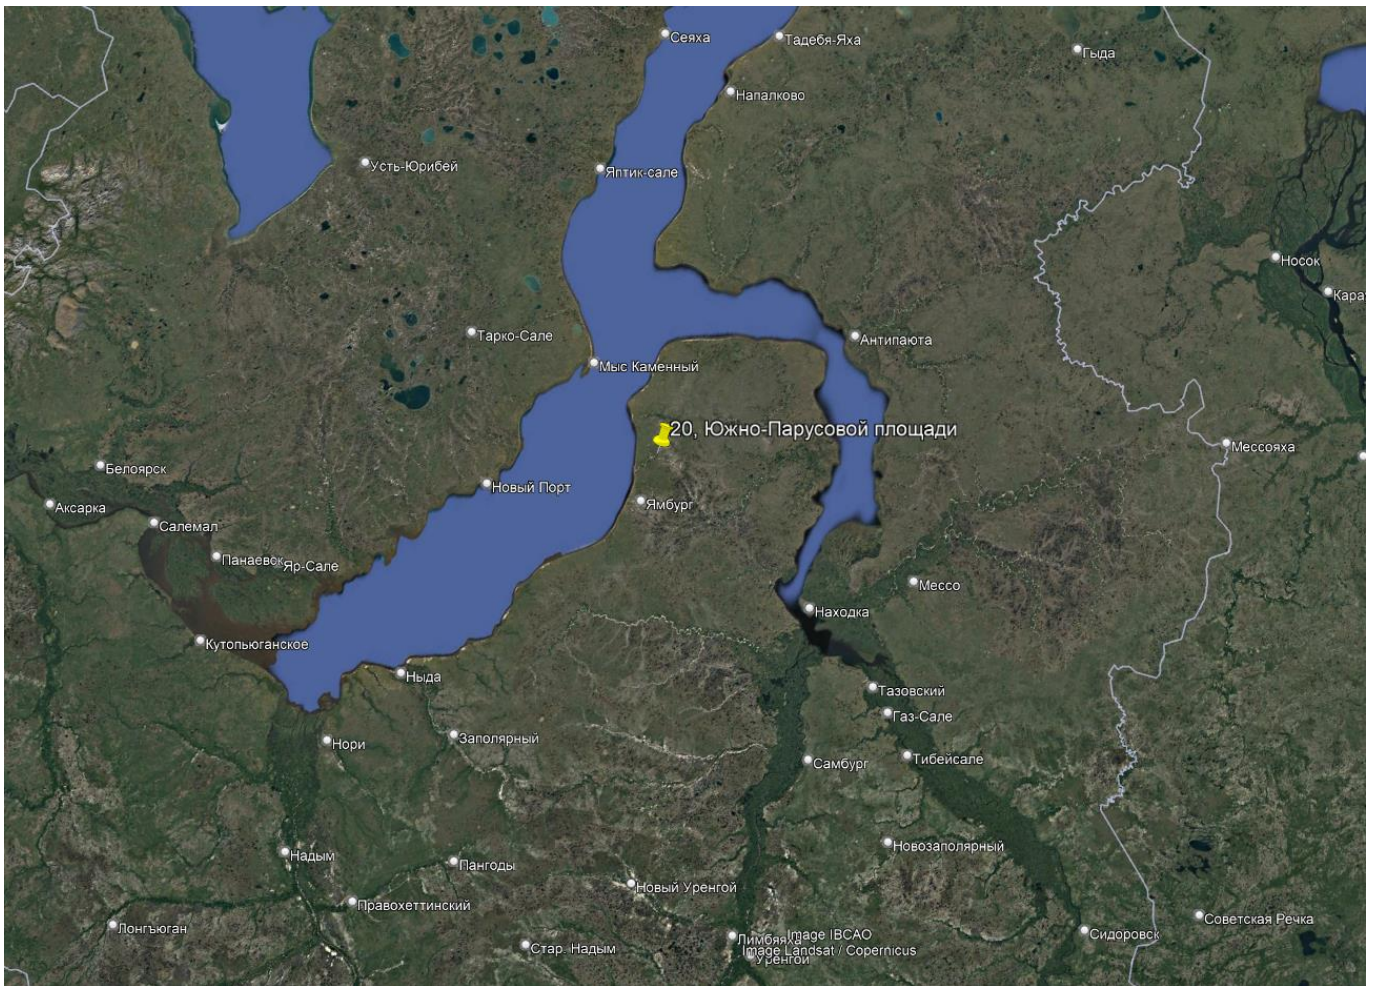 Сеяха
Тадебя-Яха
Гыда
Напалково
Усть-Юрибей
Яптик-сале
Носок
Кара
Тарко-Сале
Антипаюта
Мыс Каменный
20, Южно-Парусовой площади
Мессояха
Белоярск
Новый Порт
Аксарка
Ямбург
Салемал
Панаевск
Яр-Сале
Мессо
Находка
Кутопьюганское
Ныда
Тазовский
Газ-Сале
Нори
Заполярный
Самбург
Тибейсале
Надым
Пангоды
Новозаполярный
Новый Уренгой
Правохеттинский
Лонгъюган
Советская Речка
Сидоровск
Стар. Надым
Лимбяяха
Image IBCAO
Image Landsat / Copernicus
Уренгой